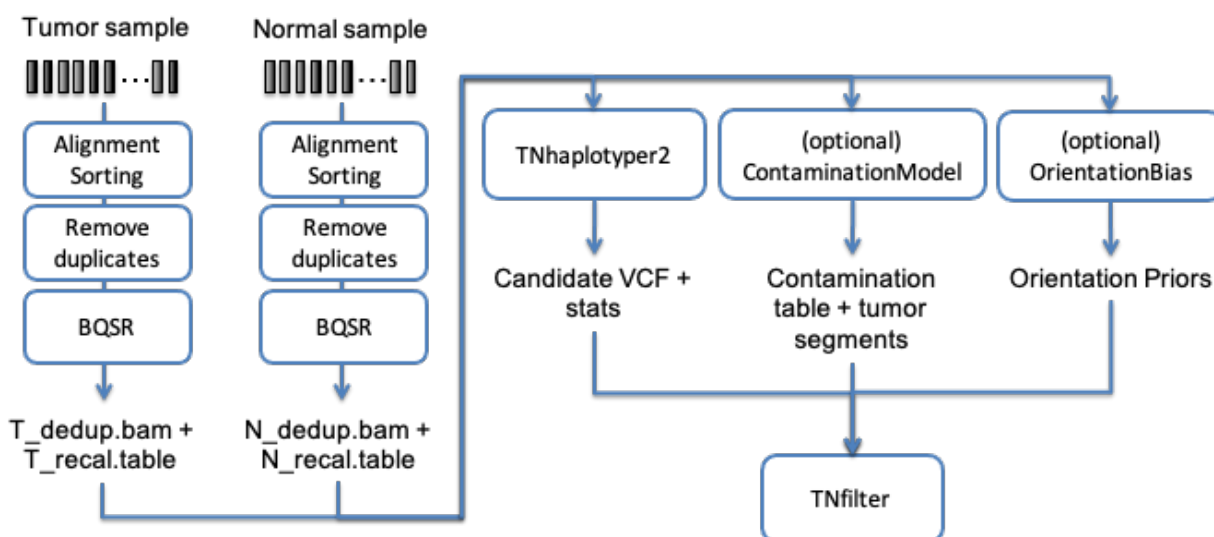 Tumor sample
Normal sample
...
...
Alignment
Sorting
Remove
duplicates
BQSR
T_dedup.bam +
T_recal.table
Alignment
Sorting
Remove
duplicates
BQSR
N_dedup.bam +
N_recal.table
TNhaplotyper2
Candidate VCF +
stats
(optional)
ContaminationModel
Contamination
table + tumor
segments
(optional)
OrientationBias
Orientation Priors
TNfilter